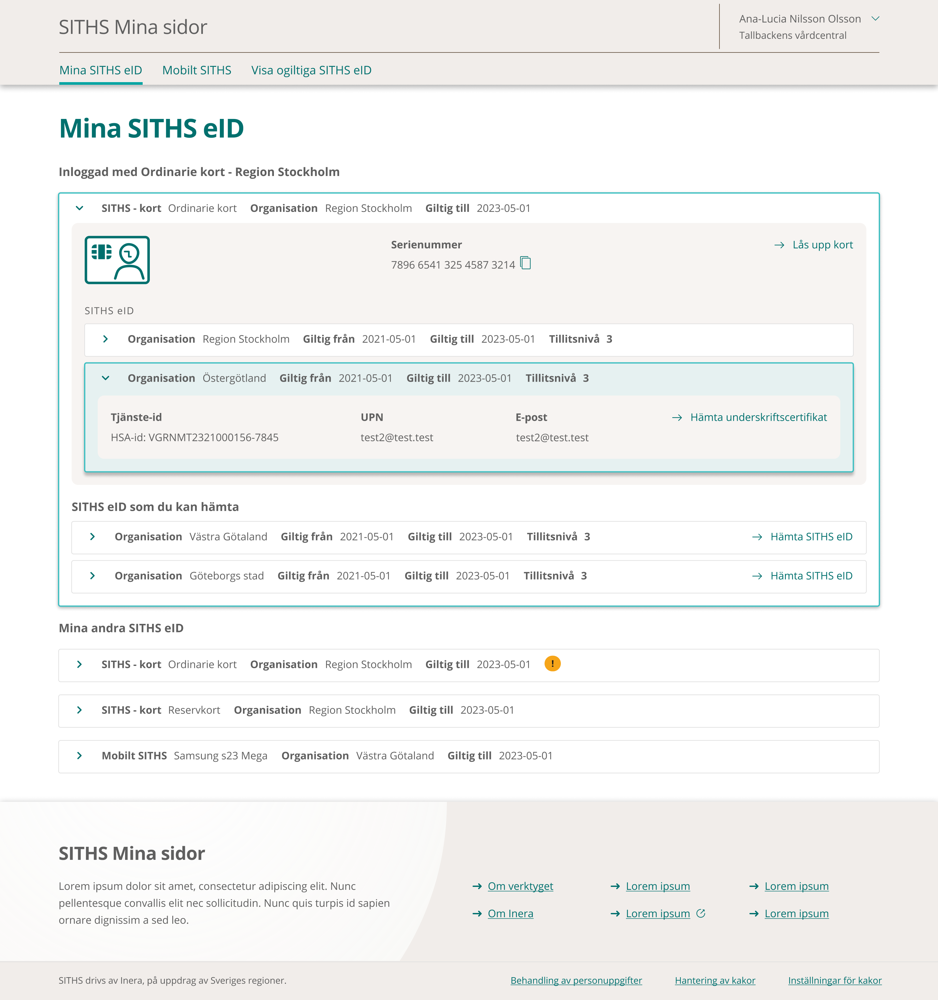 SITHS Mina sidor
Ana-Lucia Nilsson Olsson
Tallbackens vårdcentral
Mina SITHS eID Mobilt SITHS Visa ogiltiga SITHS eID
Mina SITHS eID
Inloggad med Ordinarie kort - Region Stockholm
SITHS - kort Ordinarie kort Organisation Region Stockholm Giltig till 2023-05-01
Serienummer
7896 6541 325 4587 3214
Lås upp kort
SITHS eID
Organisation Region Stockholm Giltig från 2021-05-01 Giltig till 2023-05-01 Tillitsnivå 3
Organisation Östergötland Giltig från 2021-05-01 Giltig till 2023-05-01 Tillitsnivå 3
Tjänste-id UPN E-post Hämta underskriftscertifikat
HSA-id: VGRNMT2321000156-7845 test2@test.test test2@test.test
SITHS eID som du kan hämta
Organisation Västra Götaland Giltig från 2021-05-01 Giltig till 2023-05-01 Tillitsnivå 3 Hämta SITHS eID
Organisation Göteborgs stad Giltig från 2021-05-01 Giltig till 2023-05-01 Tillitsnivå 3 Hämta SITHS eID
Mina andra SITHS eID
SITHS - kort Ordinarie kort Organisation Region Stockholm Giltig till 2023-05-01 !
SITHS - kort Reservkort Organisation Region Stockholm Giltig till 2023-05-01
Mobilt SITHS Samsung s23 Mega Organisation Västra Götaland Giltig till 2023-05-01
SITHS Mina sidor
Lorem ipsum dolor sit amet, consectetur adipiscing elit. Nunc
pellentesque convallis elit nec sollicitudin. Nunc quis turpis id sapien
ornare dignissim a sed leo.
Om verktyget Lorem ipsum Lorem ipsum
Om Inera Lorem ipsum Lorem ipsum
SITHS drivs av Inera, på uppdrag av Sveriges regioner.
Behandling av personuppgifter Hantering av kakor Inställningar för kakor